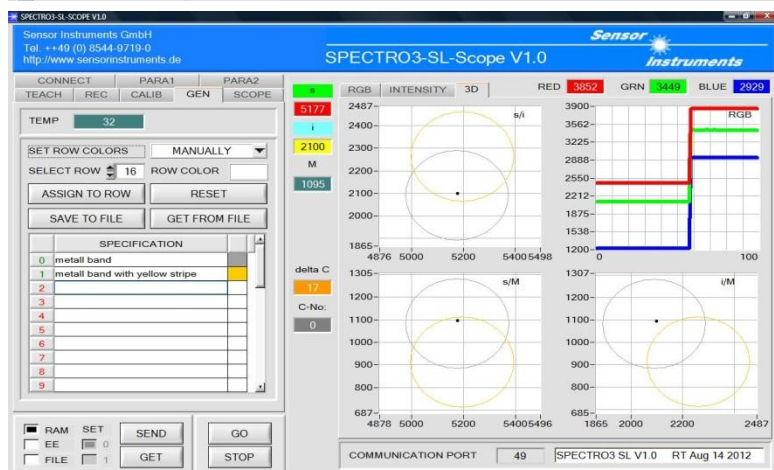 SPECTRO3-SL-SCOPE V1.0
Sensor Instruments GmbH
Tel. ++49 (0) 8544-9719-0
http://www.sensorinstruments.de
SPECTRO3-SL-Scope V1.0
Sensor
Instruments
CONNECT PARA1 PARA2
TEACH REC CALIB GEN SCOPE
TEMP 32
SET ROW COLORS MANUALLY
SELECT ROW 16 ROW COLOR
ASSIGN TO ROW RESET
SAVE TO FILE GET FROM FILE
SPECIFICATION
0 metall band
1 metall band with yellow stripe
2
3
4
5
6
7
8
9
RAM SET SEND GO
EE 0
FILE 1 GET STOP
s
5177
i
2100
M
1095
delta C
17
C-No:
0
RGB INTENSITY 3D RED 3852 GRN 3449 BLUE 2929
2487
2400
2300
2200
2100
2000
1865
4876 5000 5200 5400 5498
s/i
3900
3562
3225
2888
2550
2212
1875
1538
1200
0 100
RGB
1305
1200
1100
1000
900
800
687
4878 5000 5200 5400 5496
s/M
1307
1200
1100
1000
900
800
685
1865 2000 2200 2487
i/M
COMMUNICATION PORT 49 SPECTRO3 SL V1.0 RT Aug 14 2012